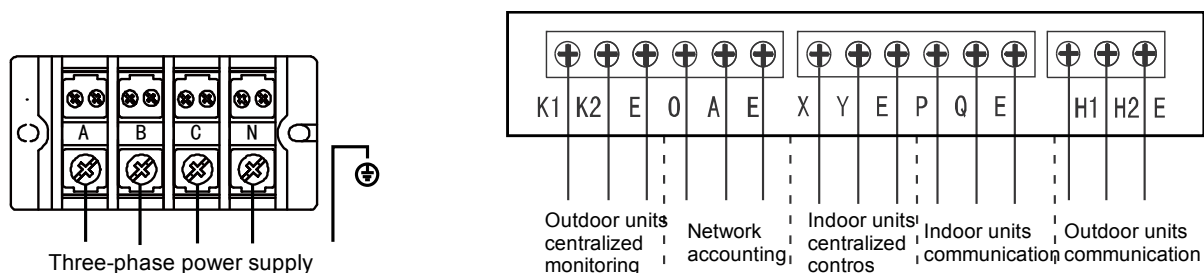 A B C N
Three-phase power supply
K1 K2 E O A E X Y E P Q E H1 H2 E
Outdoor units
centralized
monitoring
Network
accounting
Indoor units
centralized
contros
Indoor units
communication
Outdoor units
communication